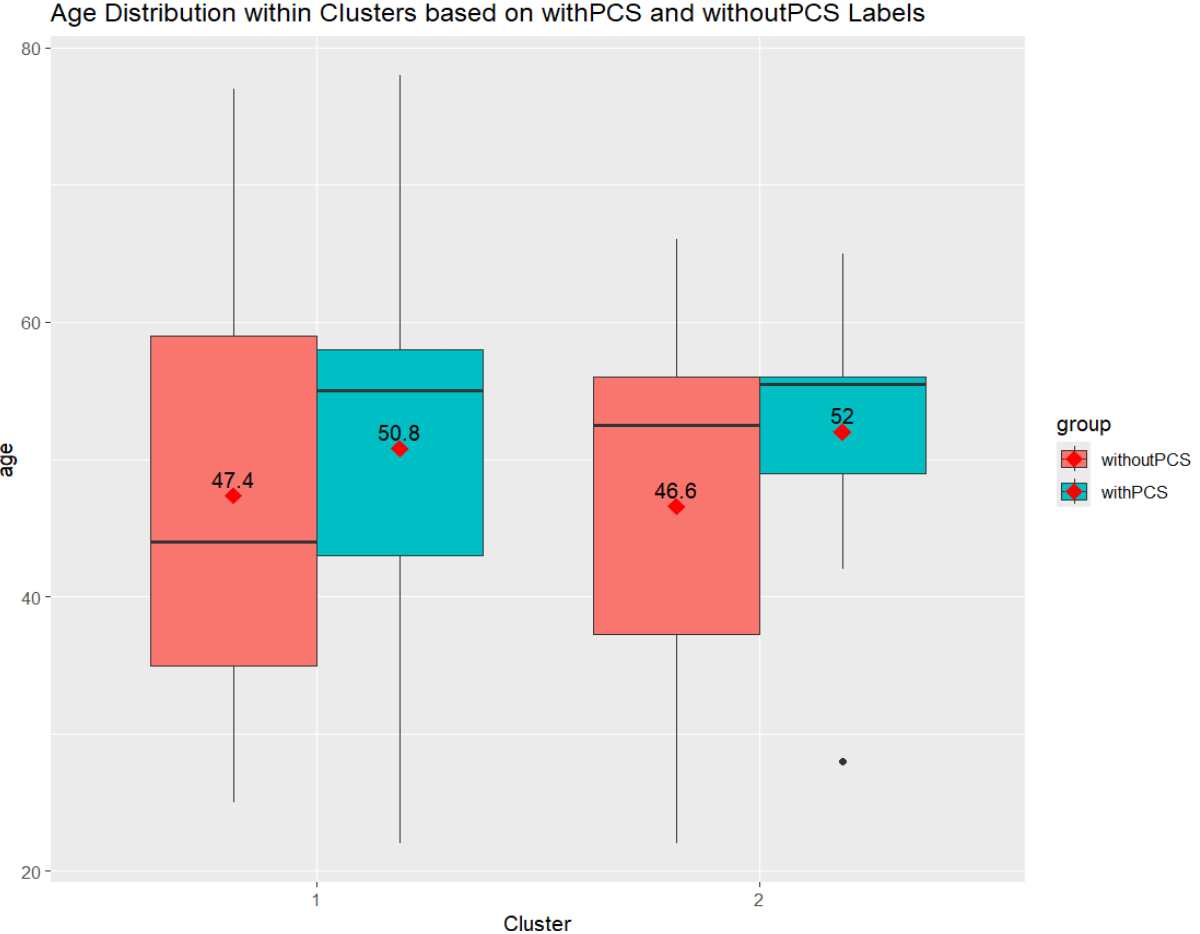 Age Distribution within Clusters based on withPCS and withoutPCS Labels
80
60
40
20
age
47.4
50.8
46.6
52
1
2
Cluster
group
withoutPCS
withPCS